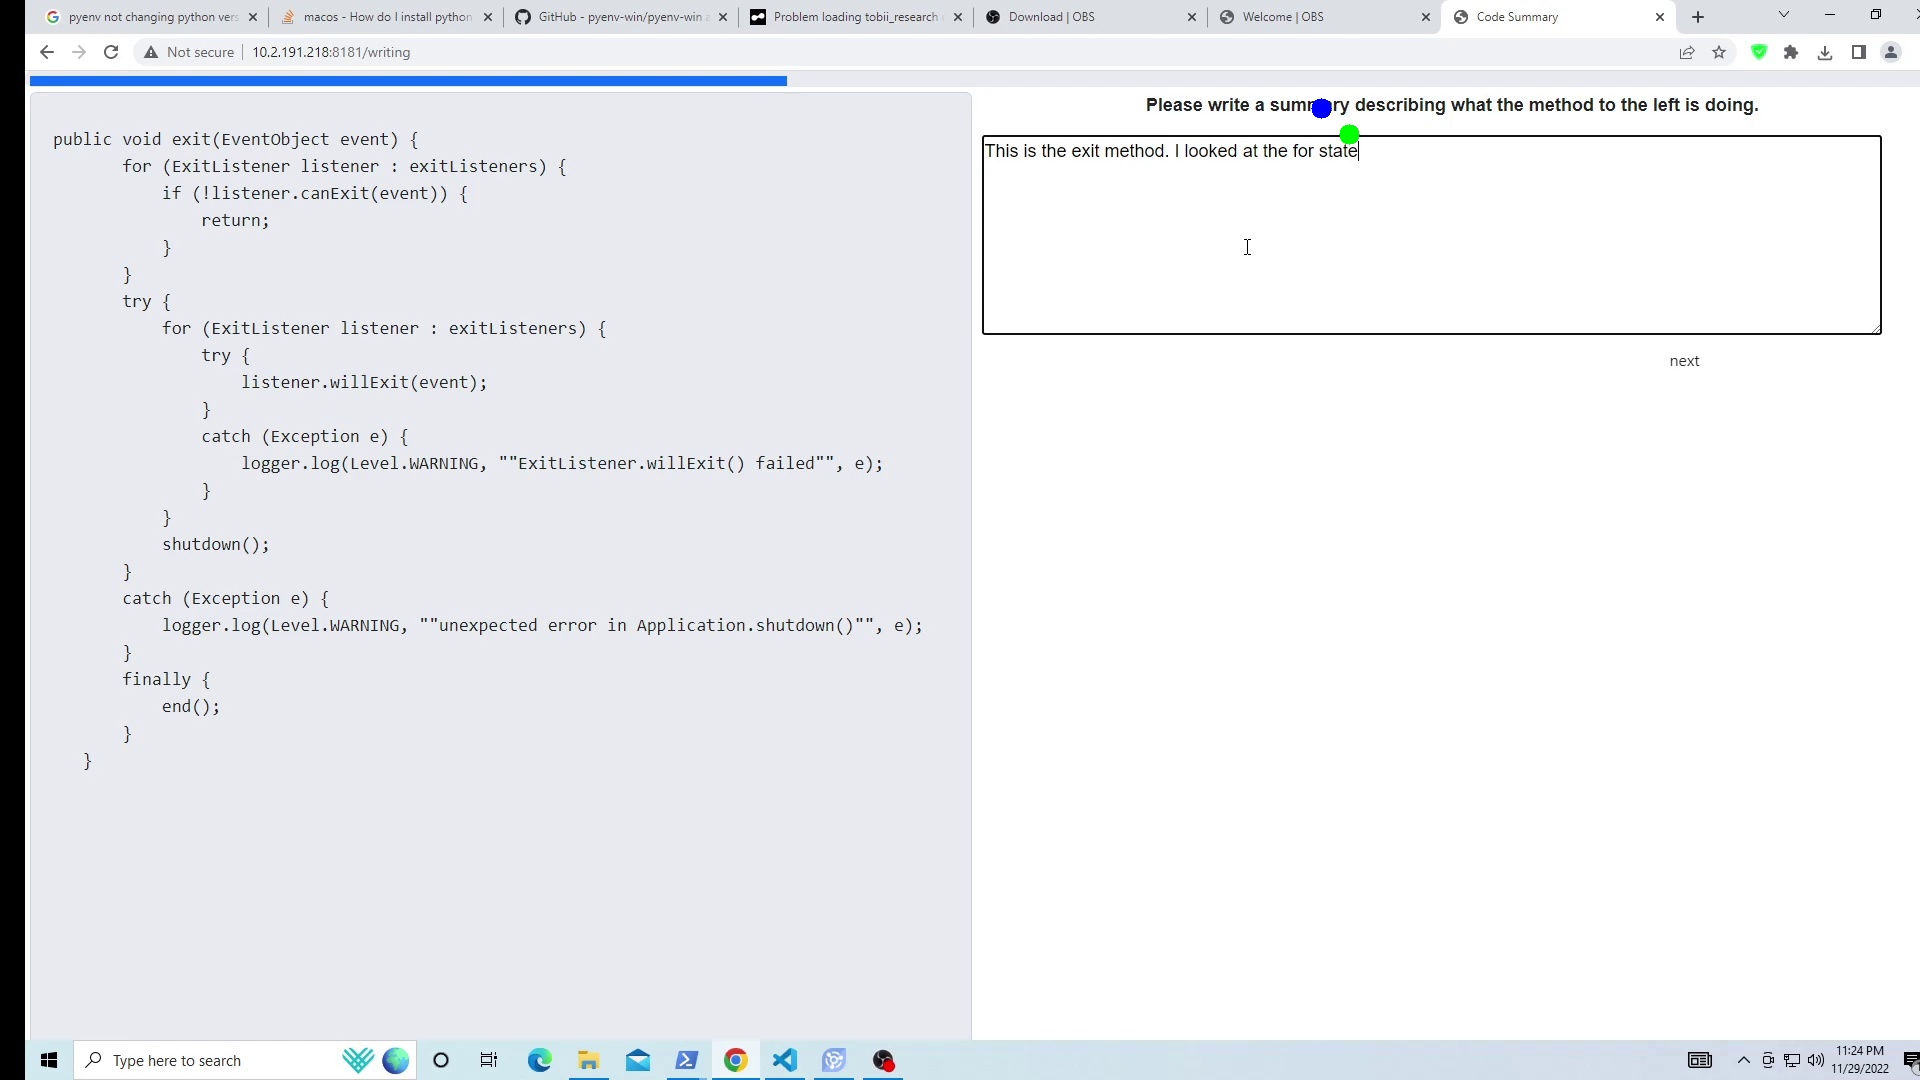 pyenv not changing python vers
macos - How do I install python
GitHub - pyenv-win/pyenv-win a
Problem loading tobii_research
Download | OBS
Welcome | OBS
Code Summary
Not secure
10.2.191.218:8181/writing
public void exit(EventObject event) {
for (ExitListener listener : exitListeners) {
if (!listener.canExit(event)) {
return;
}
}
try {
for (ExitListener listener : exitListeners) {
try {
listener.willExit(event);
}
catch (Exception e) {
logger.log(Level.WARNING, ""ExitListener.willExit() failed"", e);
}
}
shutdown();
}
catch (Exception e) {
logger.log(Level.WARNING, ""unexpected error in Application.shutdown()"", e);
}
finally {
end();
}
}
Please write a summary describing what the method to the left is doing.
This is the exit method. I looked at the for state
next
Type here to search
11:24 PM
11/29/2022